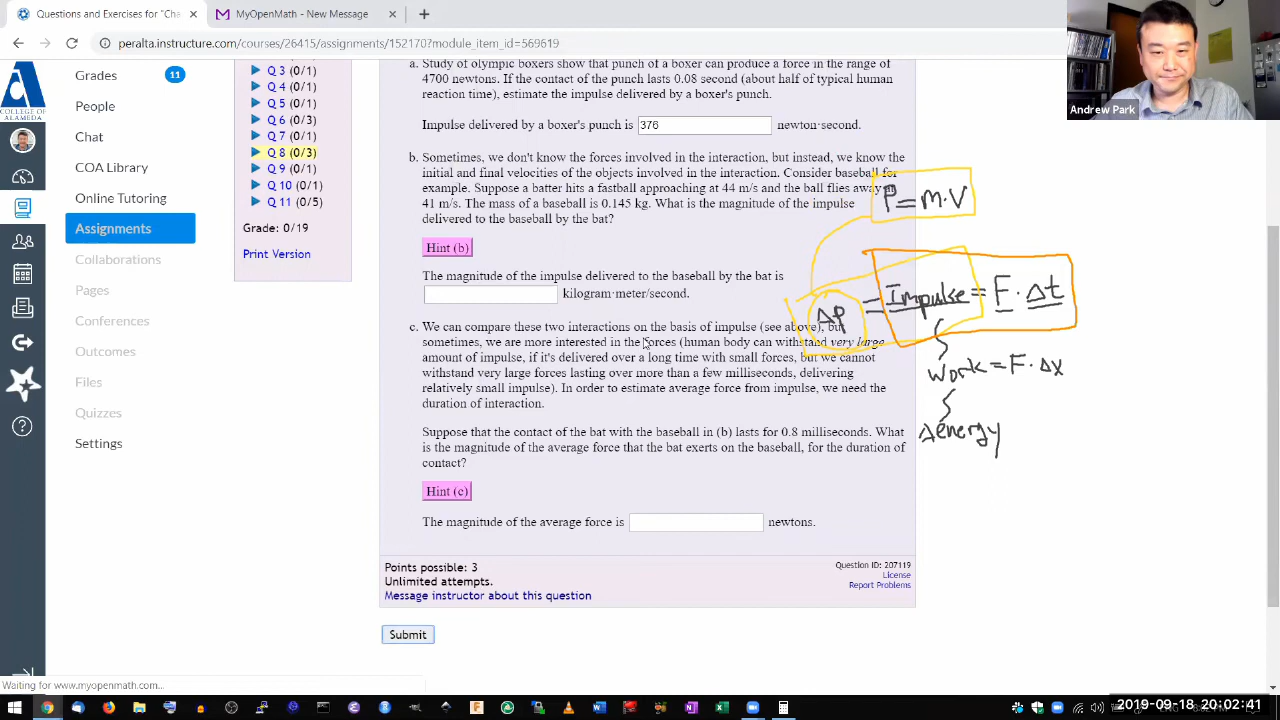 Questions and Exercises for "Cha
MyOpenMath - New Message
peralta.instructure.com/courses/26415/assignments/152170?module_item_id=569619
Andrew Park
COLLEGE OF
ALAMEDA
Grades
11
People
Chat
COA Library
Online Tutoring
Assignments
Collaborations
Pages
Conferences
Outcomes
Files
Quizzes
Settings
Q 3 (0/1)
Q 4 (0/1)
Q 5 (0/1)
Q 6 (0/3)
Q 7 (0/1)
Q 8 (0/3)
Q 9 (0/1)
Q 10 (0/1)
Q 11 (0/5)
Grade: 0/19
Print Version
a. Study of olympic boxers show that punch of a boxer can produce a force in the range of
4700 newtons. If the contact of the punch lasts 0.08 second (about half of typical human
reaction time), estimate the impulse delivered by a boxer's punch.
Impulse delivered by a boxer's punch is 376 newton·second.
b. Sometimes, we don't know the forces involved in the interaction, but instead, we know the
initial and final velocities of the objects involved in the interaction. Consider baseball for
example. Suppose a batter hits a fastball approaching at 44 m/s and the ball flies away
41 m/s. The mass of a baseball is 0.145 kg. What is the magnitude of the impulse
delivered to the baseball by the bat?
Hint (b)
The magnitude of the impulse delivered to the baseball by the bat is
kilogram·meter/second.
c. We can compare these two interactions on the basis of impulse (see above), but
sometimes, we are more interested in the forces (human body can withstand very large
amount of impulse, if it's delivered over a long time with small forces, but we cannot
withstand very large forces lasting over more than a few milliseconds, delivering
relatively small impulse). In order to estimate average force from impulse, we need the
duration of interaction.
Suppose that the contact of the bat with the baseball in (b) lasts for 0.8 milliseconds. What
is the magnitude of the average force that the bat exerts on the baseball, for the duration of
contact?
Hint (c)
The magnitude of the average force is newtons.
P = m·V
ΔP = Impulse = F · Δt
Work = F · Δx
Δenergy
Points possible: 3
Unlimited attempts.
Message instructor about this question
Question ID: 207119
License
Report Problems
Submit
Waiting for www.myopenmath.com...
2019-09-18 20:02:41